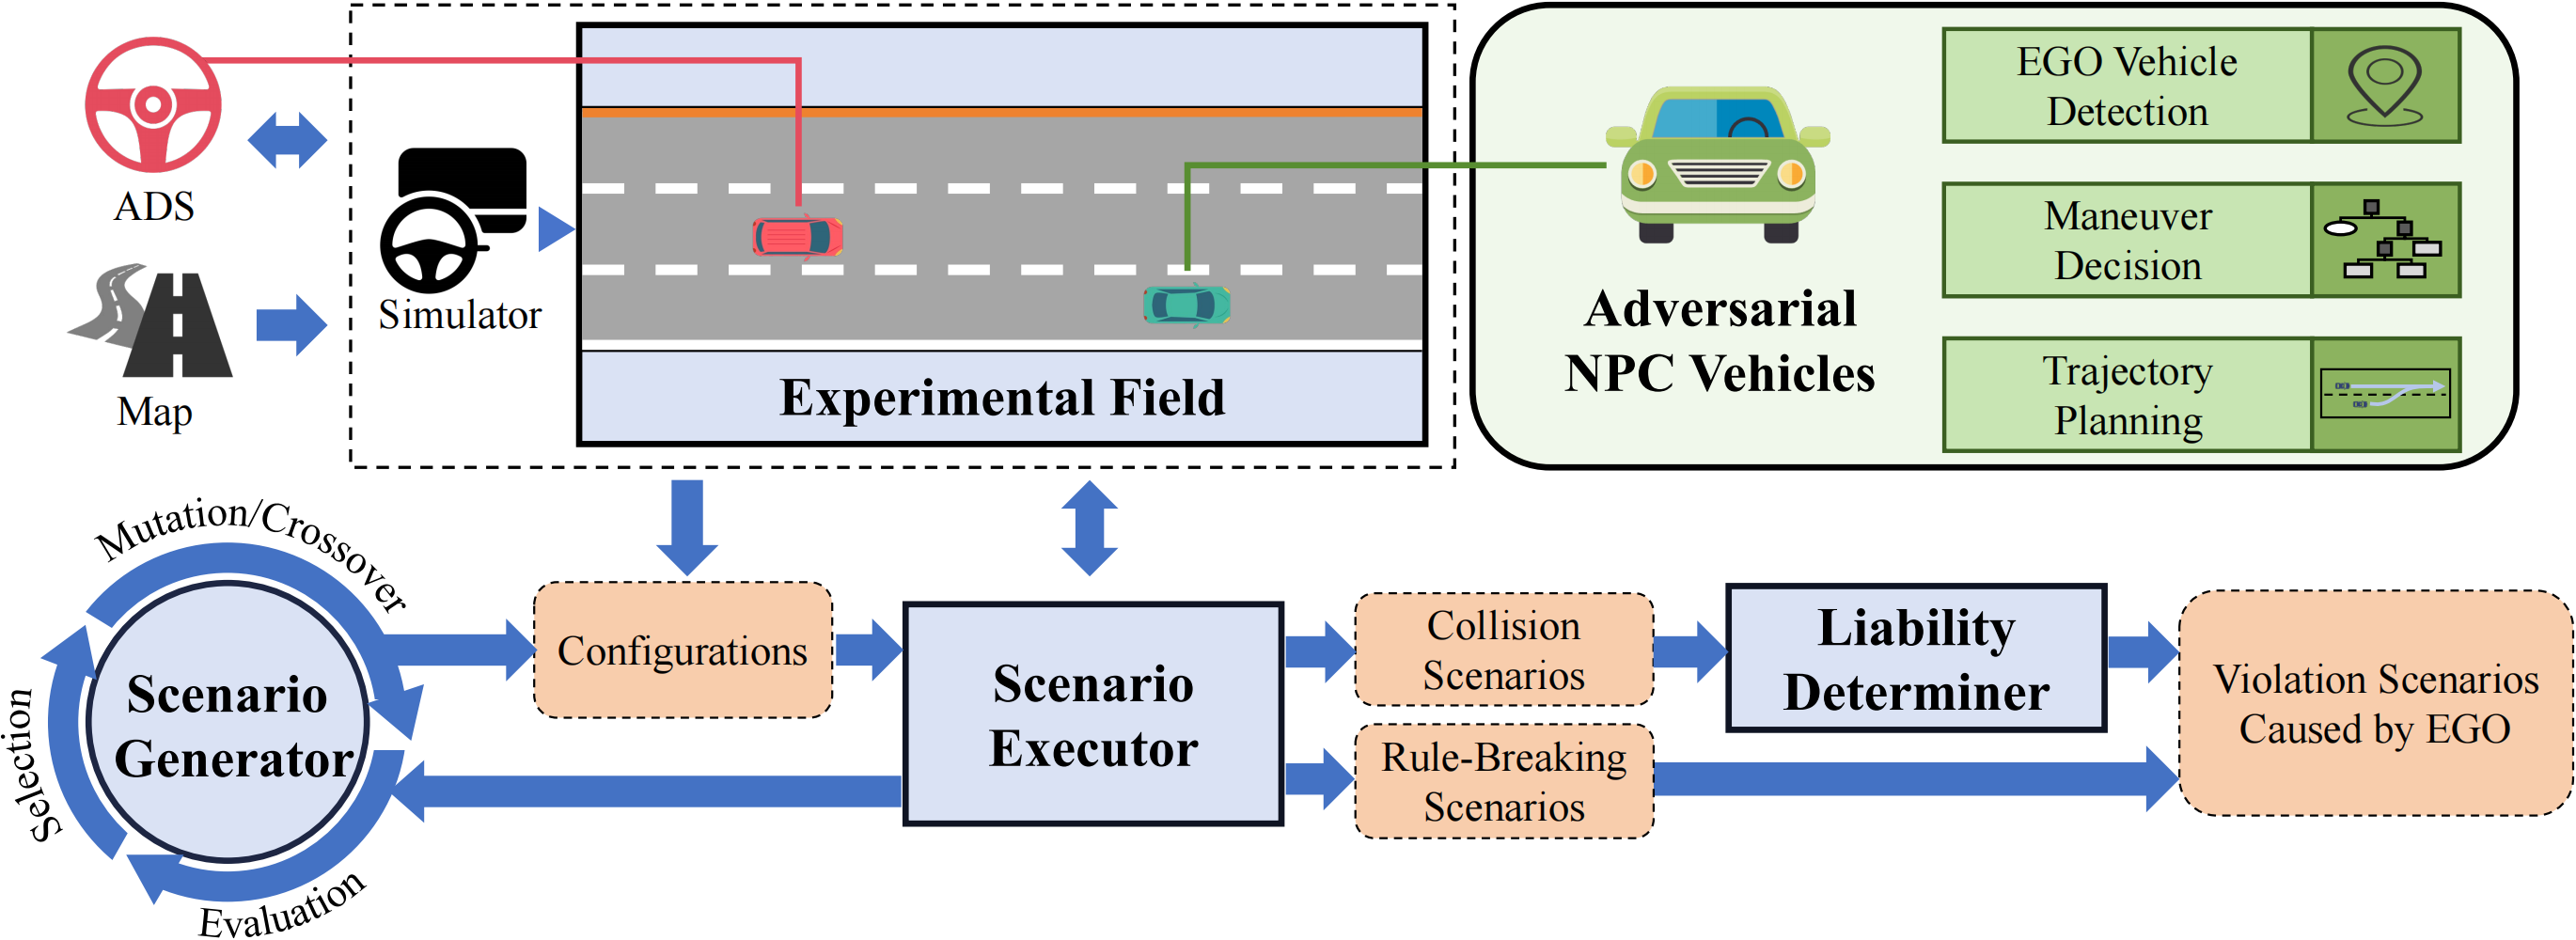 ADS
Map
Simulator
Experimental Field
Adversarial
NPC Vehicles
EGO Vehicle
Detection
Maneuver
Decision
Trajectory
Planning
Mutation/Crossover
Selection
Evaluation
Scenario
Generator
Configurations
Scenario
Executor
Collision
Scenarios
Rule-Breaking
Scenarios
Liability
Determiner
Violation Scenarios
Caused by EGO